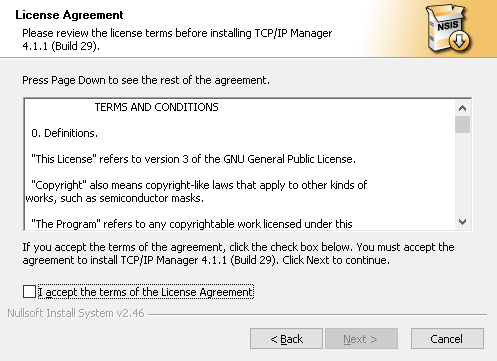 License Agreement
Please review the license terms before installing TCP/IP Manager
4.1.1 (Build 29).
NSIS
Press Page Down to see the rest of the agreement.
TERMS AND CONDITIONS
0. Definitions.
"This License" refers to version 3 of the GNU General Public License.
"Copyright" also means copyright-like laws that apply to other kinds of
works, such as semiconductor masks.
"The Program" refers to any copyrightable work licensed under this
If you accept the terms of the agreement, click the check box below. You must accept the
agreement to install TCP/IP Manager 4.1.1 (Build 29). Click Next to continue.
I accept the terms of the License Agreement
Nullsoft Install System v2.46
< Back
Next >
Cancel